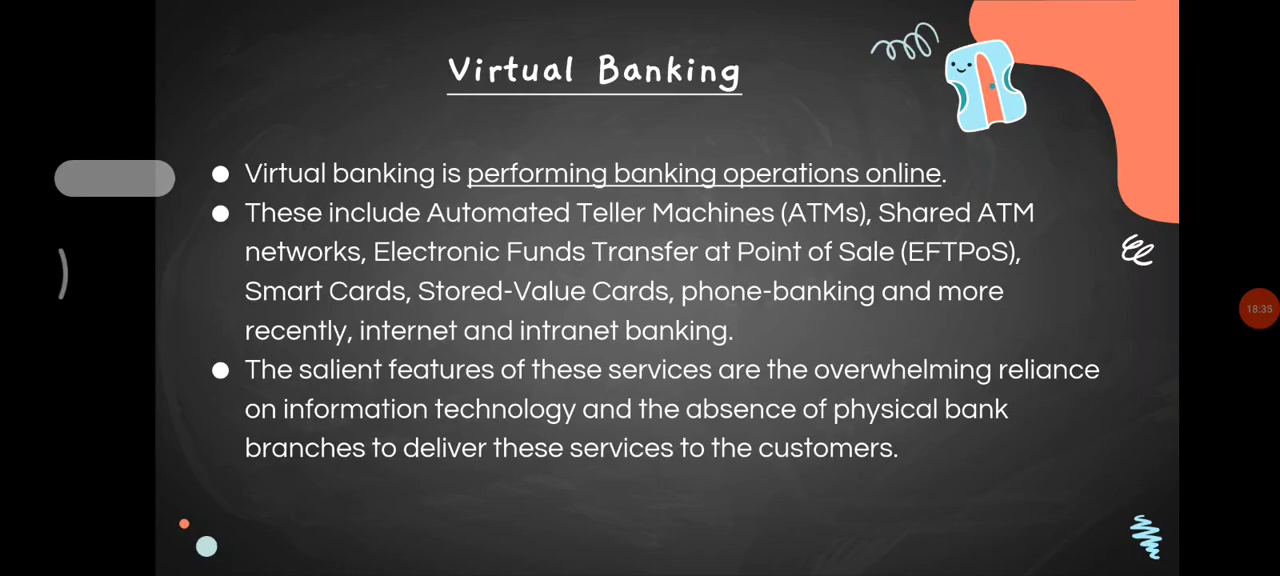 Virtual Banking
Virtual banking is performing banking operations online.
These include Automated Teller Machines (ATMs), Shared ATM
networks, Electronic Funds Transfer at Point of Sale (EFTPoS),
Smart Cards, Stored-Value Cards, phone-banking and more
recently, internet and intranet banking.
The salient features of these services are the overwhelming reliance
on information technology and the absence of physical bank
branches to deliver these services to the customers.
18:35